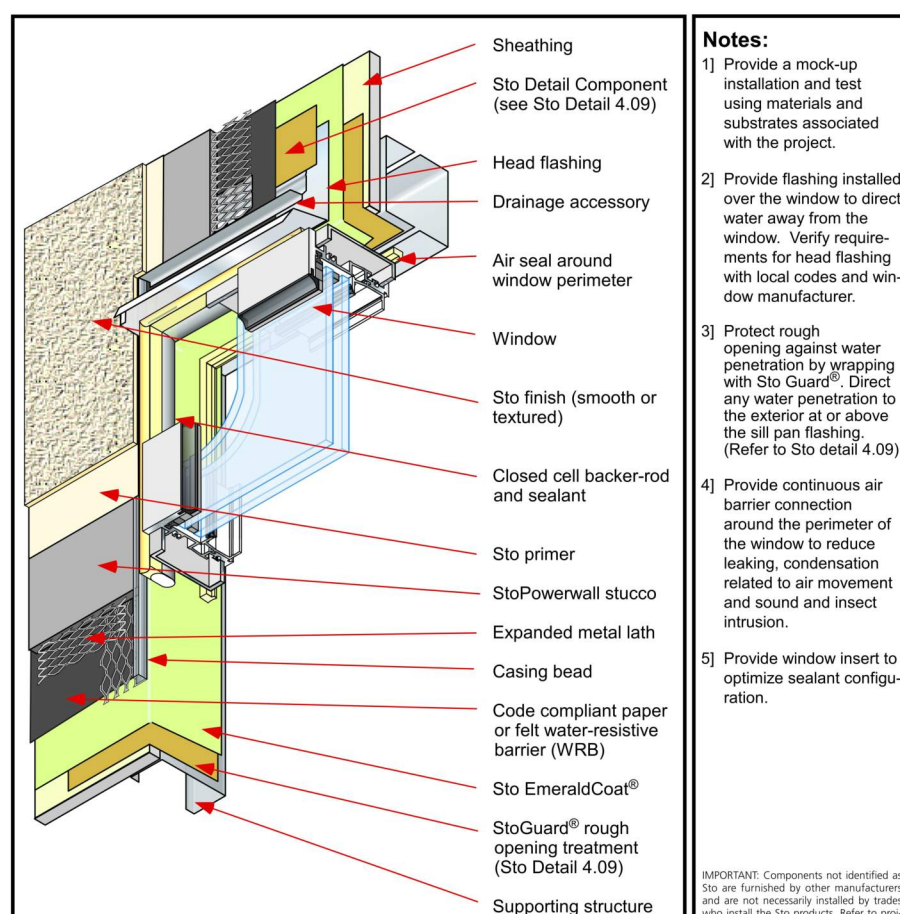 Sheathing
Sto Detail Component
(see Sto Detail 4.09)
Head flashing
Drainage accessory
Air seal around
window perimeter
Window
Sto finish (smooth or
textured)
Closed cell backer-rod
and sealant
Sto primer
StoPowerwall stucco
Expanded metal lath
Casing bead
Code compliant paper
or felt water-resistive
barrier (WRB)
Sto EmeraldCoat®
StoGuard® rough
opening treatment
(Sto Detail 4.09)
Supporting structure
Notes:
1] Provide a mock-up
installation and test
using materials and
substrates associated
with the project.
2] Provide flashing installed
over the window to direct
water away from the
window. Verify require-
ments for head flashing
with local codes and win-
dow manufacturer.
3] Protect rough
opening against water
penetration by wrapping
with Sto Guard®. Direct
any water penetration to
the exterior at or above
the sill pan flashing.
(Refer to Sto detail 4.09)
4] Provide continuous air
barrier connection
around the perimeter of
the window to reduce
leaking, condensation
related to air movement
and sound and insect
intrusion.
5] Provide window insert to
optimize sealant configu-
ration.
IMPORTANT: Components not identified as
Sto are furnished by other manufacturers
and are not necessarily installed by trades
who install the Sto products. Refer to proj-